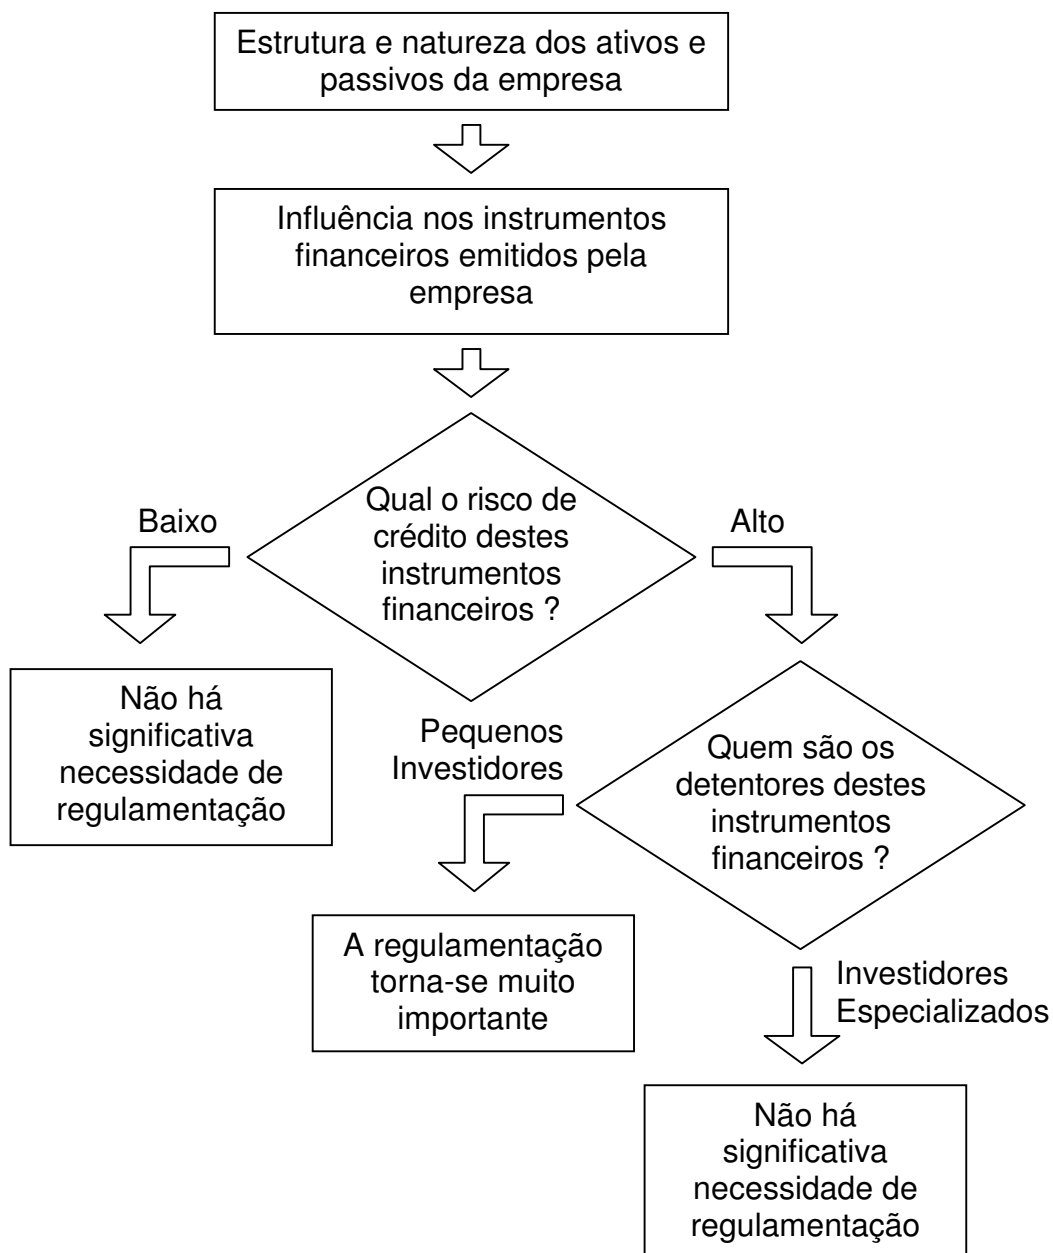 Estrutura e natureza dos ativos e
passivos da empresa
Influência nos instrumentos
financeiros emitidos pela
empresa
Qual o risco de
crédito destes
instrumentos
financeiros ?
Baixo
Alto
Não há
significativa
necessidade de
regulamentação
Pequenos
Investidores
Quem são os
detentores destes
instrumentos
financeiros ?
A regulamentação
torna-se muito
importante
Investidores
Especializados
Não há
significativa
necessidade de
regulamentação